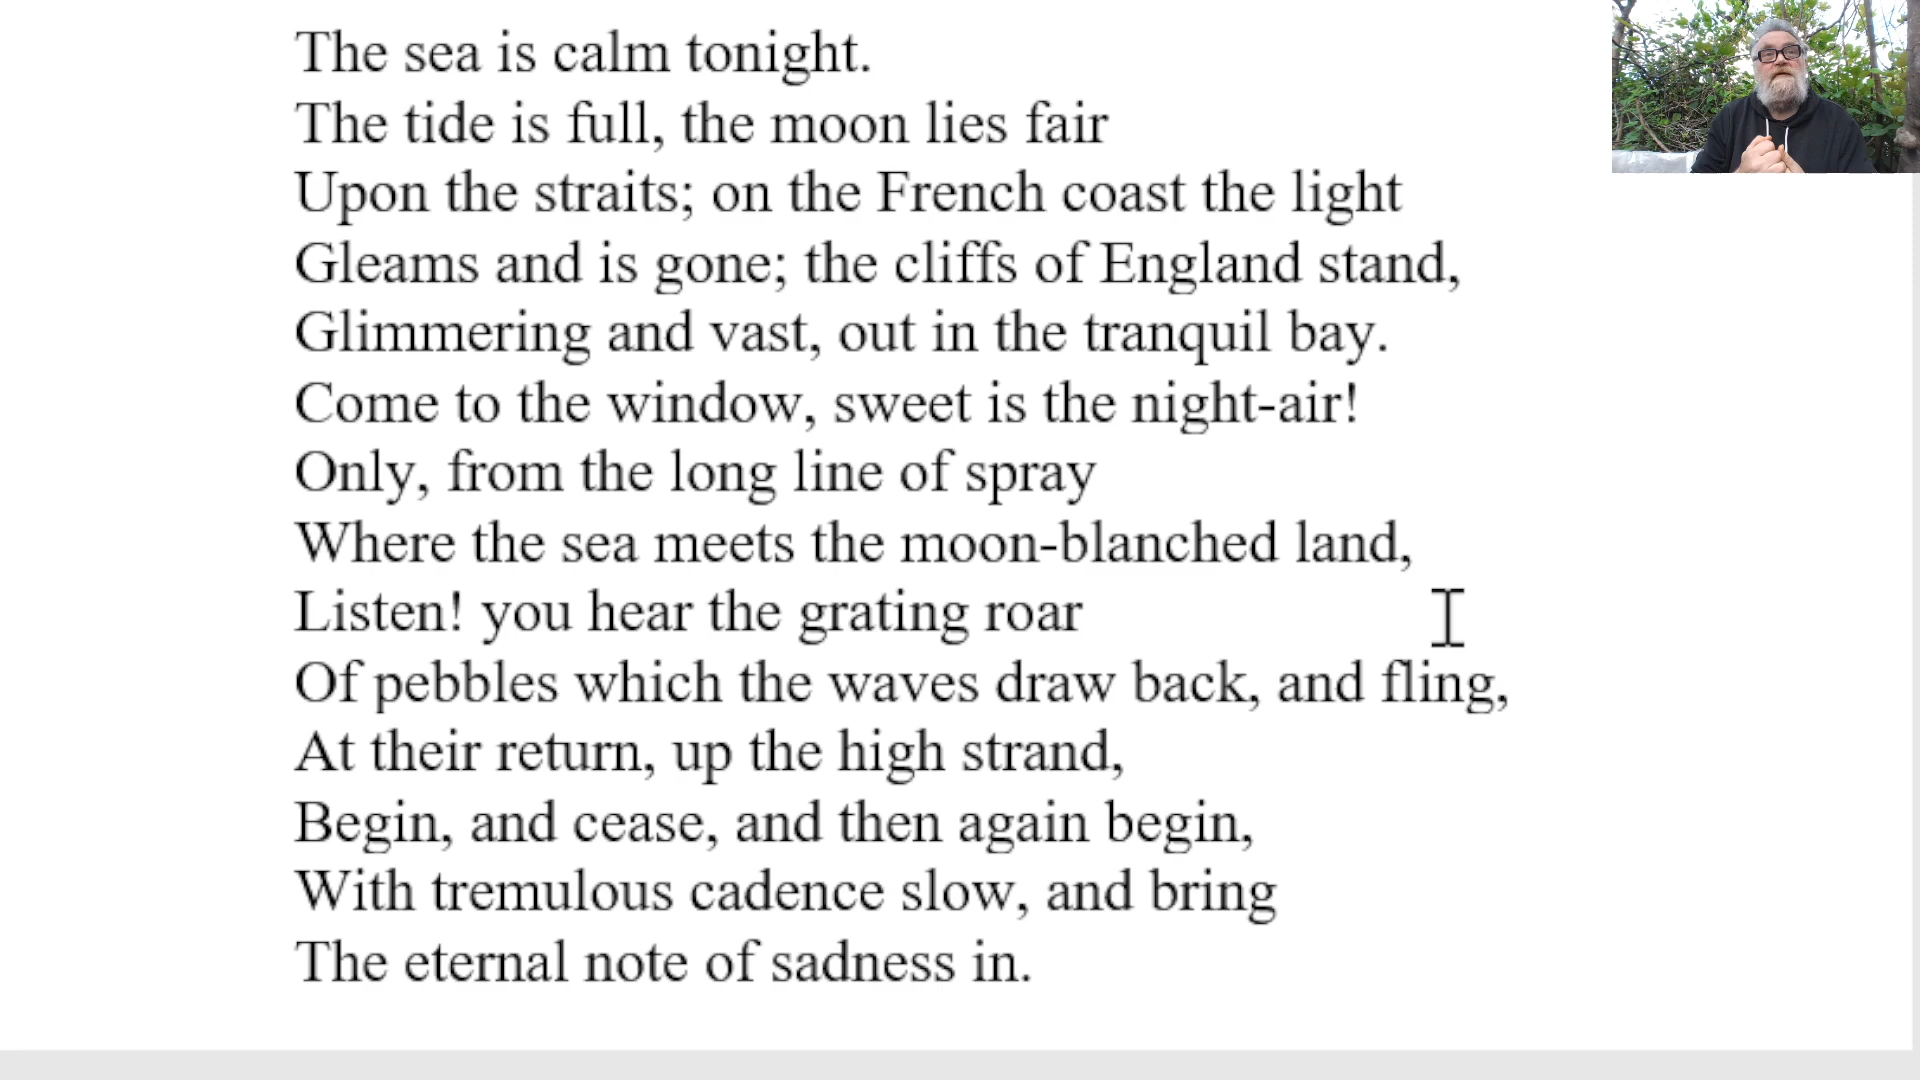 The sea is calm tonight.
The tide is full, the moon lies fair
Upon the straits; on the French coast the light
Gleams and is gone; the cliffs of England stand,
Glimmering and vast, out in the tranquil bay.
Come to the window, sweet is the night-air!
Only, from the long line of spray
Where the sea meets the moon-blanched land,
Listen! you hear the grating roar
Of pebbles which the waves draw back, and fling,
At their return, up the high strand,
Begin, and cease, and then again begin,
With tremulous cadence slow, and bring
The eternal note of sadness in.